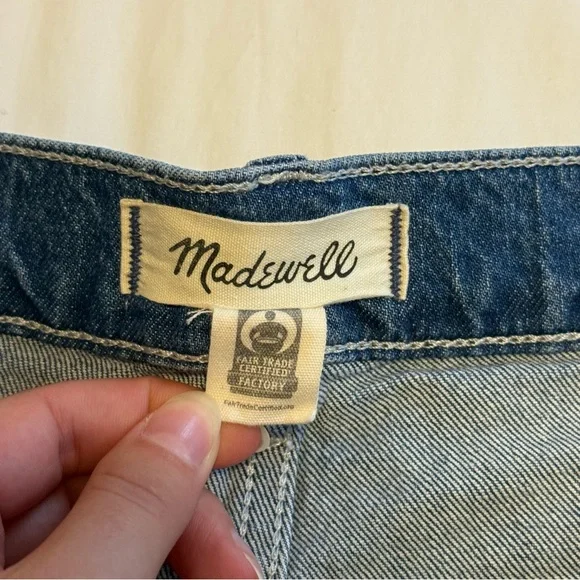 Madewell
FAIR TRADE
CERTIFIED
FACTORY
FairTradeCertified.org